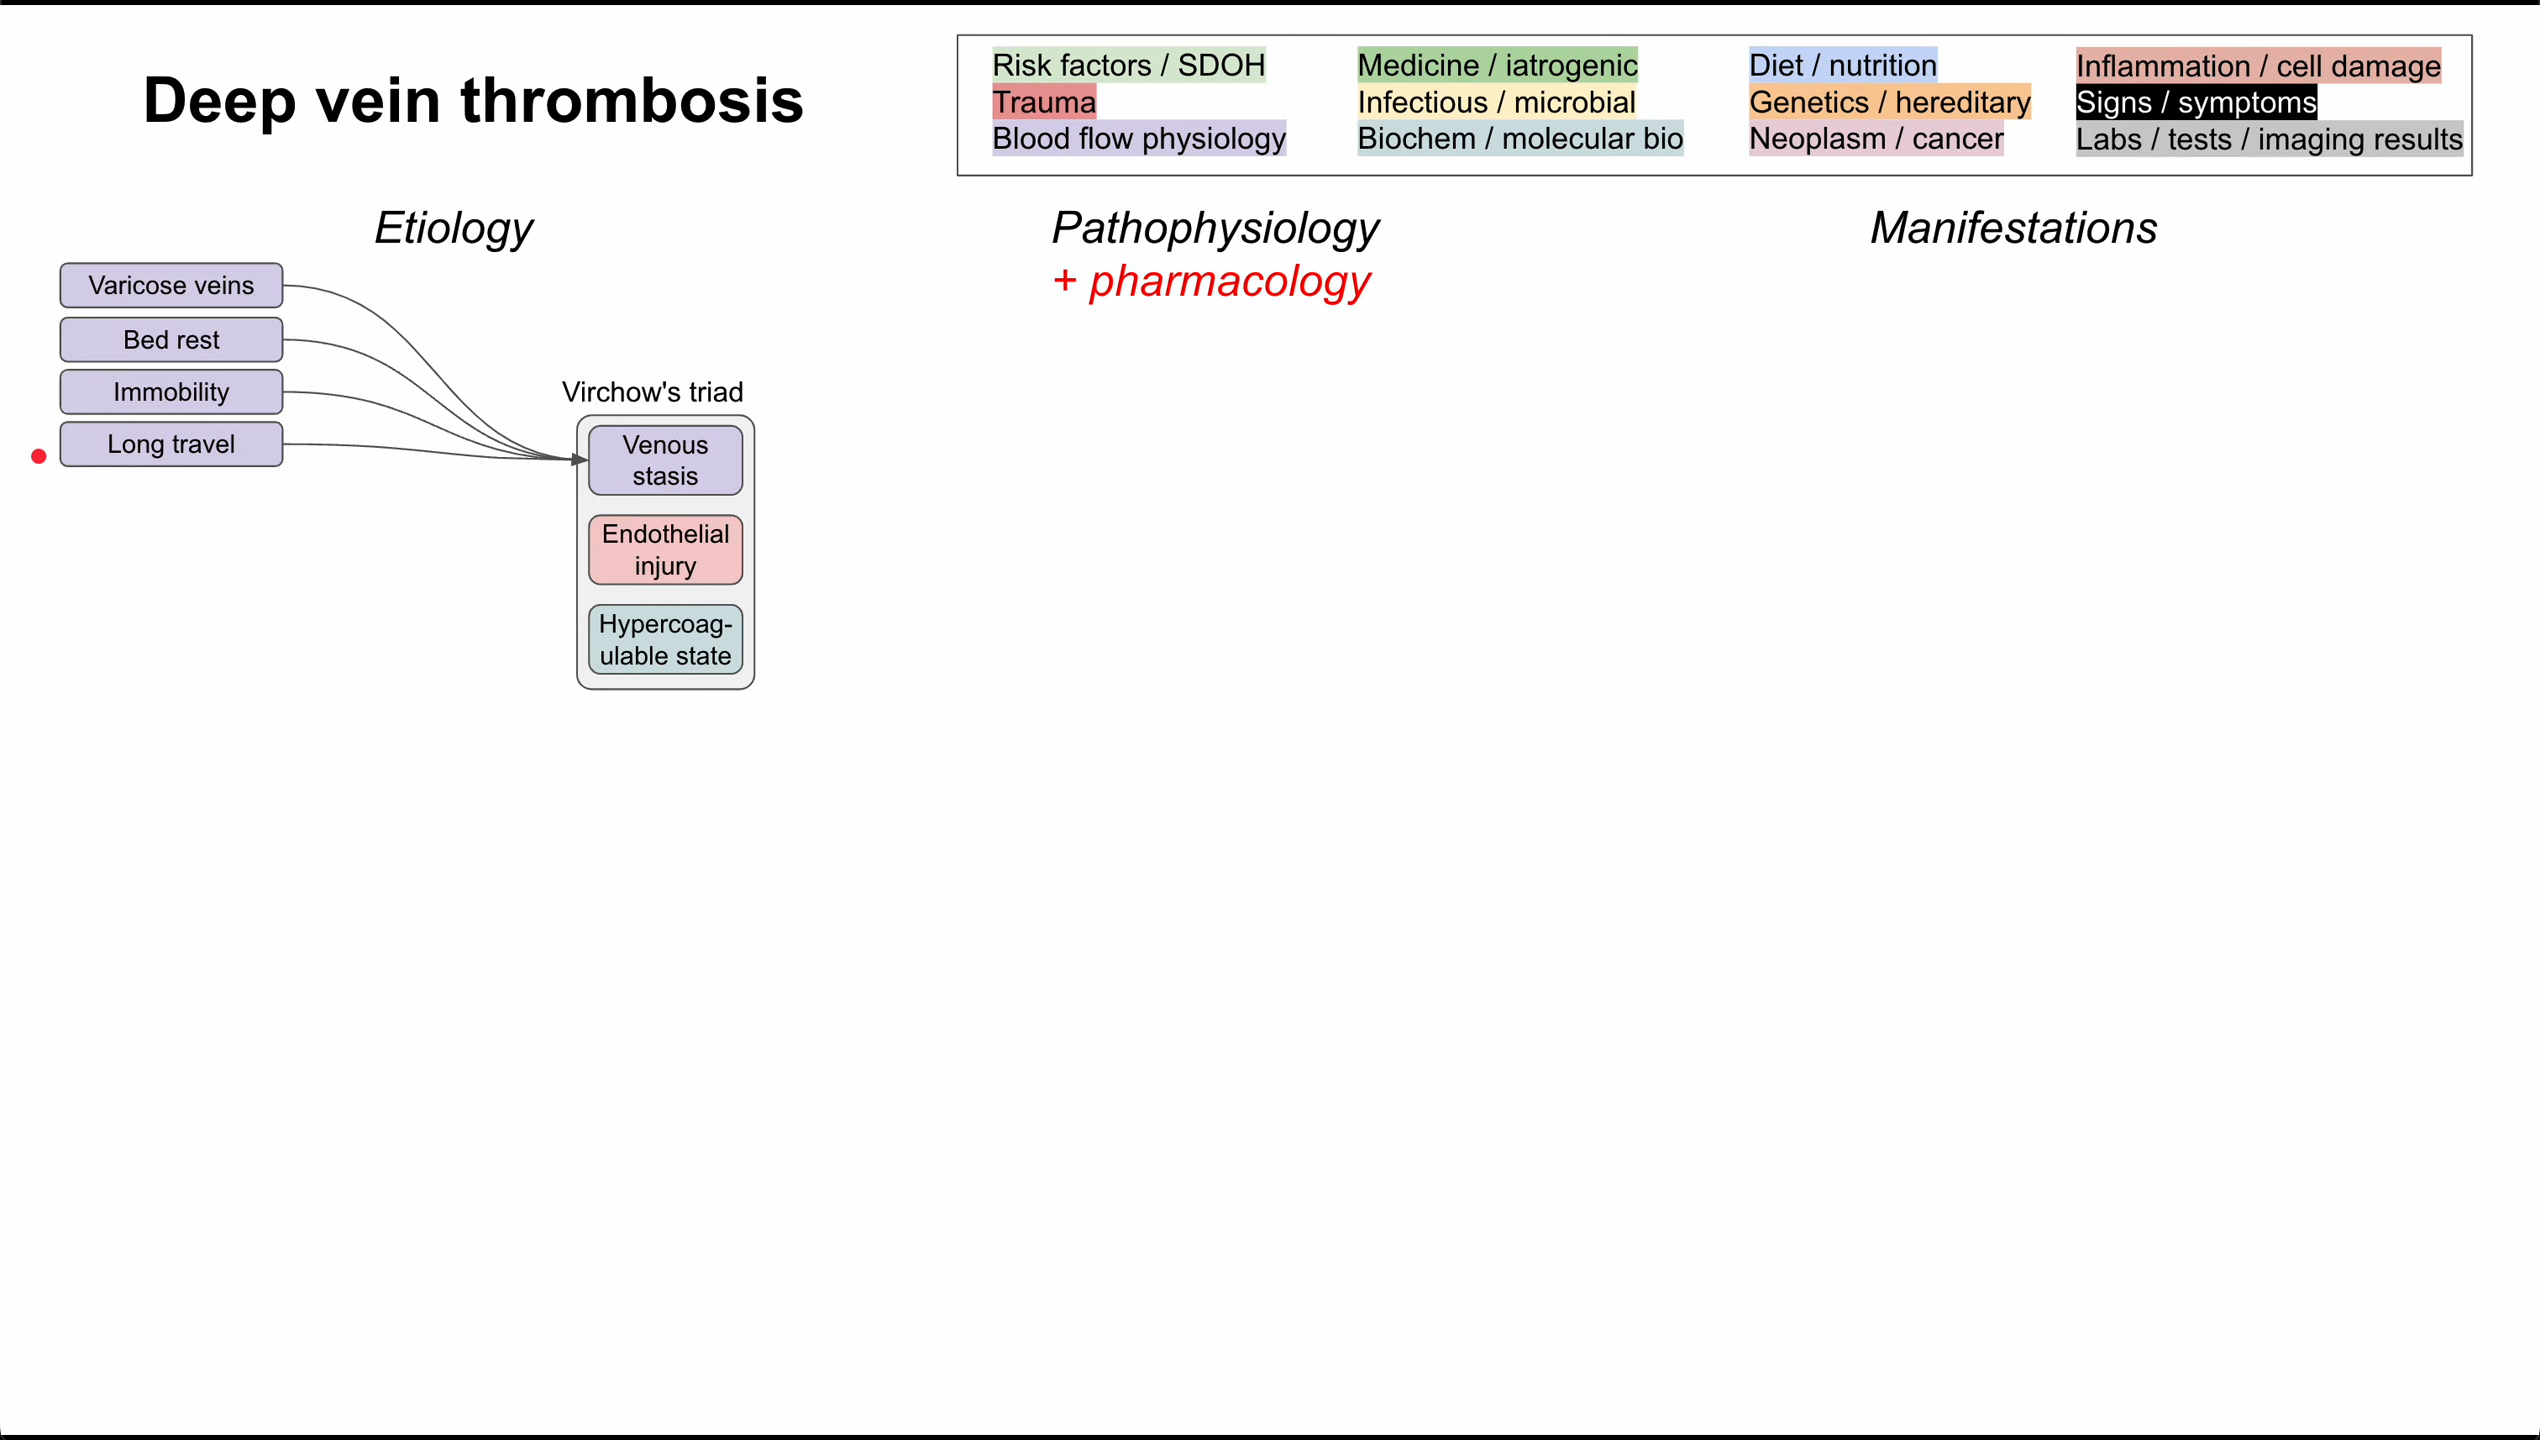 Deep vein thrombosis
Risk factors / SDOH
Trauma
Blood flow physiology
Medicine / iatrogenic
Infectious / microbial
Biochem / molecular bio
Diet / nutrition
Genetics / hereditary
Neoplasm / cancer
Inflammation / cell damage
Signs / symptoms
Labs / tests / imaging results
Etiology
Pathophysiology
+ pharmacology
Manifestations
Varicose veins
Bed rest
Immobility
Long travel
Virchow's triad
Venous
stasis
Endothelial
injury
Hypercoag-
ulable state